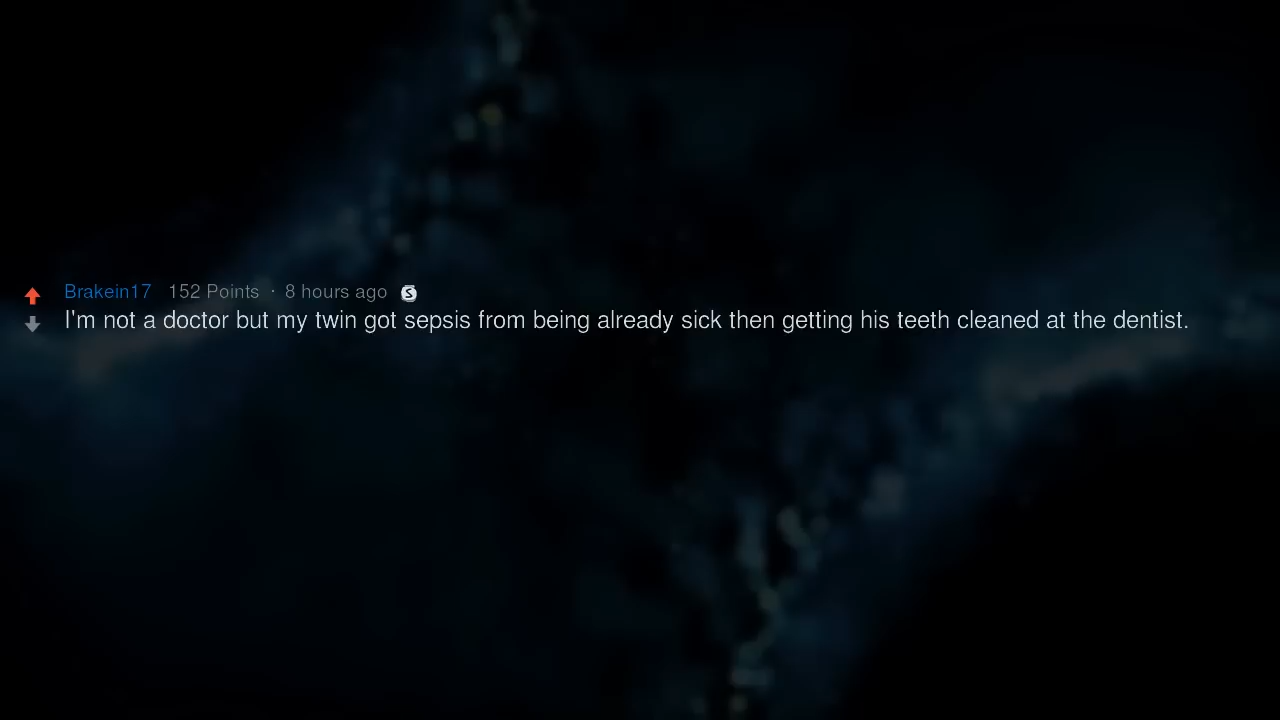 Brakein17 152 Points · 8 hours ago S
I'm not a doctor but my twin got sepsis from being already sick then getting his teeth cleaned at the dentist.